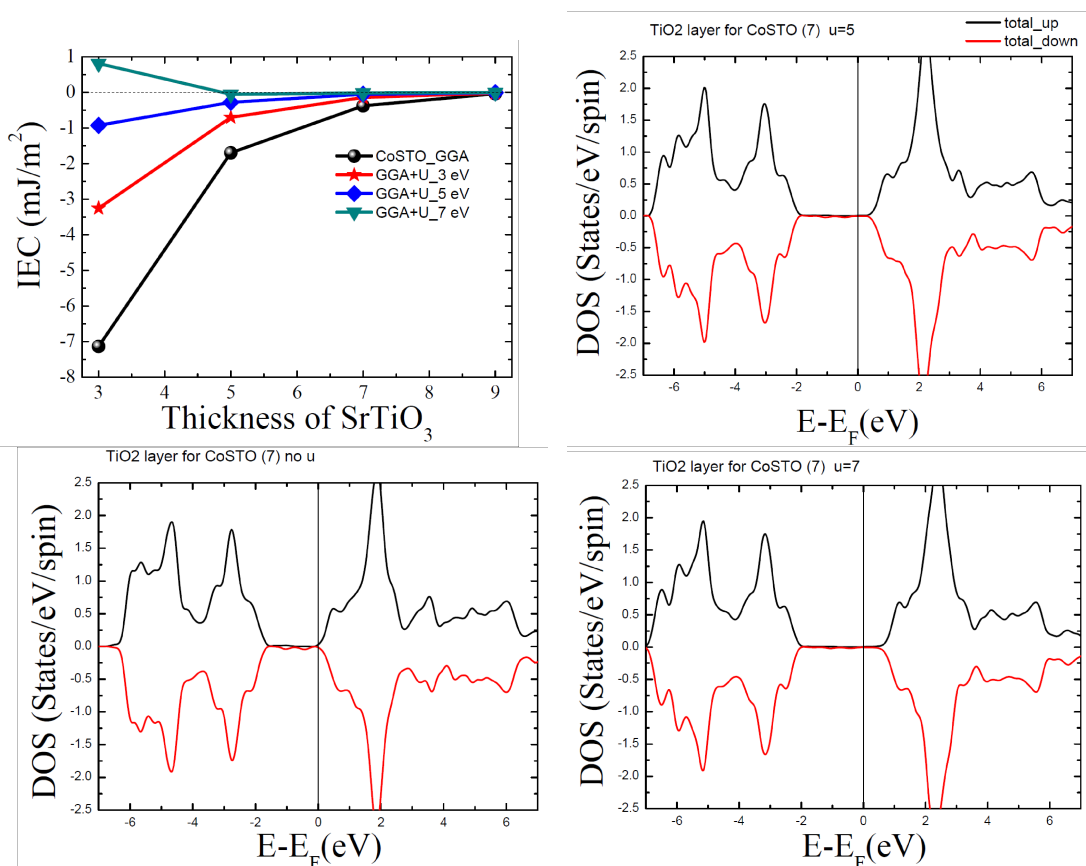 1
0
-1
-2
-3
-4
-5
-6
-7
-8
IEC (mJ/m²)
CoSTO_GGA
GGA+U_3 eV
GGA+U_5 eV
GGA+U_7 eV
3 4 5 6 7 8 9
Thickness of SrTiO₃
TiO2 layer for CoSTO (7) u=5
total_up
total_down
2.5
2.0
1.5
1.0
0.5
0.0
-0.5
-1.0
-1.5
-2.0
-2.5
DOS (States/eV/spin)
-6 -4 -2 0 2 4 6
E-E_F(eV)
TiO2 layer for CoSTO (7) no u
2.5
2.0
1.5
1.0
0.5
0.0
-0.5
-1.0
-1.5
-2.0
-2.5
DOS (States/eV/spin)
-6 -4 -2 0 2 4 6
E-E_F(eV)
TiO2 layer for CoSTO (7) u=7
2.5
2.0
1.5
1.0
0.5
0.0
-0.5
-1.0
-1.5
-2.0
-2.5
DOS (States/eV/spin)
-6 -4 -2 0 2 4 6
E-E_F(eV)